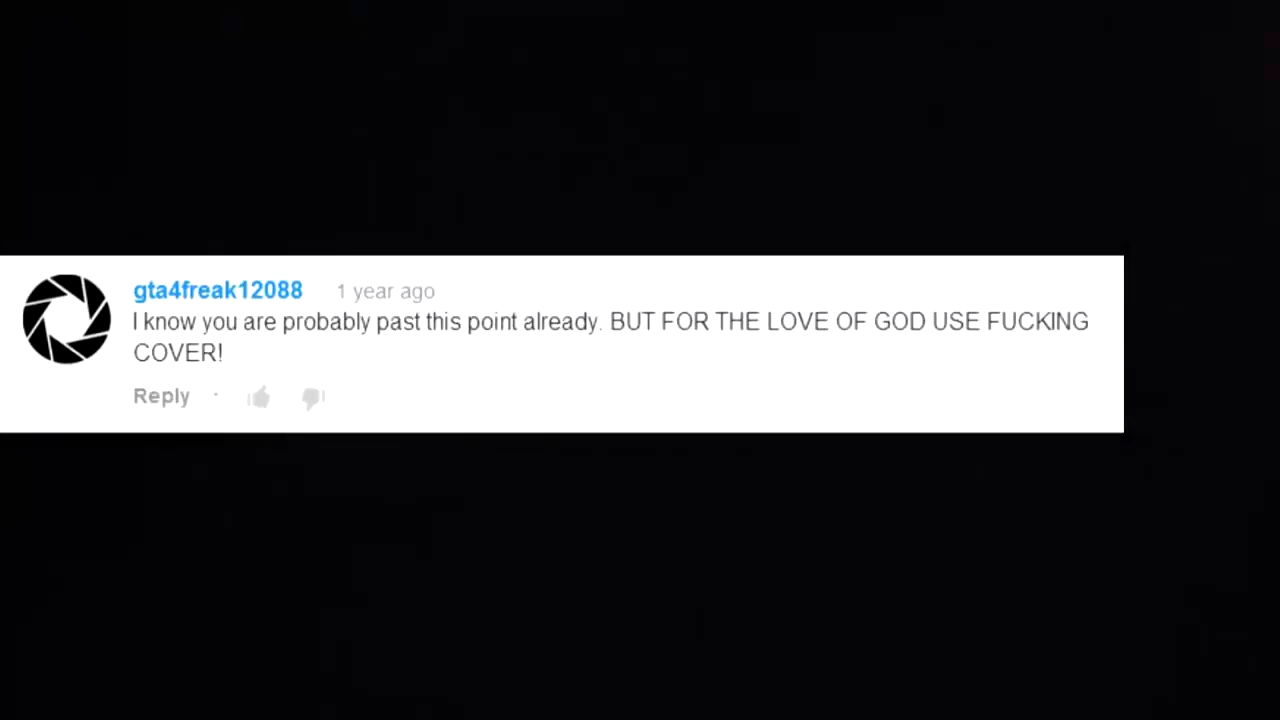 gta4freak12088 1 year ago
I know you are probably past this point already. BUT FOR THE LOVE OF GOD USE FUCKING
COVER!
Reply ·